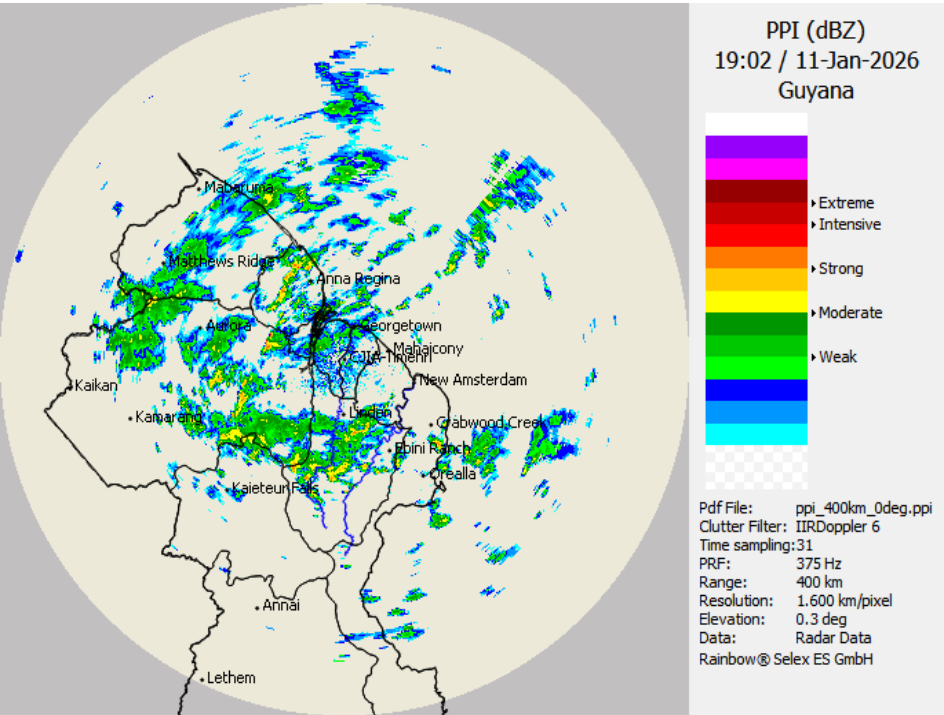 PPI (dBZ)
19:02 / 11-Jan-2026
Guyana
Extreme
Intensive
Strong
Moderate
Weak
Pdf File: ppi_400km_0deg.ppi
Clutter Filter: IIRDoppler 6
Time sampling:31
PRF: 375 Hz
Range: 400 km
Resolution: 1.600 km/pixel
Elevation: 0.3 deg
Data: Radar Data
Rainbow® Selex ES GmbH
Mabaruma
Matthews Ridge
Anna Regina
Aurora
Georgetown
Mahaicony
CJIA-Timehri
Kaikan
New Amsterdam
Kamarang
Linden
Crabwood Creek
Ebini Ranch
Orealla
Kaieteur Falls
Annai
Lethem